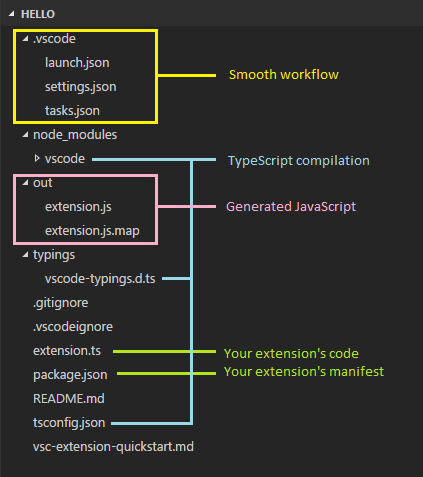 HELLO
.vscode
launch.json
settings.json
Smooth workflow
tasks.json
node_modules
vscode
TypeScript compilation
out
extension.js
Generated JavaScript
extension.js.map
typings
vscode-typings.d.ts
.gitignore
.vscodeignore
extension.ts
Your extension's code
package.json
Your extension's manifest
README.md
tsconfig.json
vsc-extension-quickstart.md